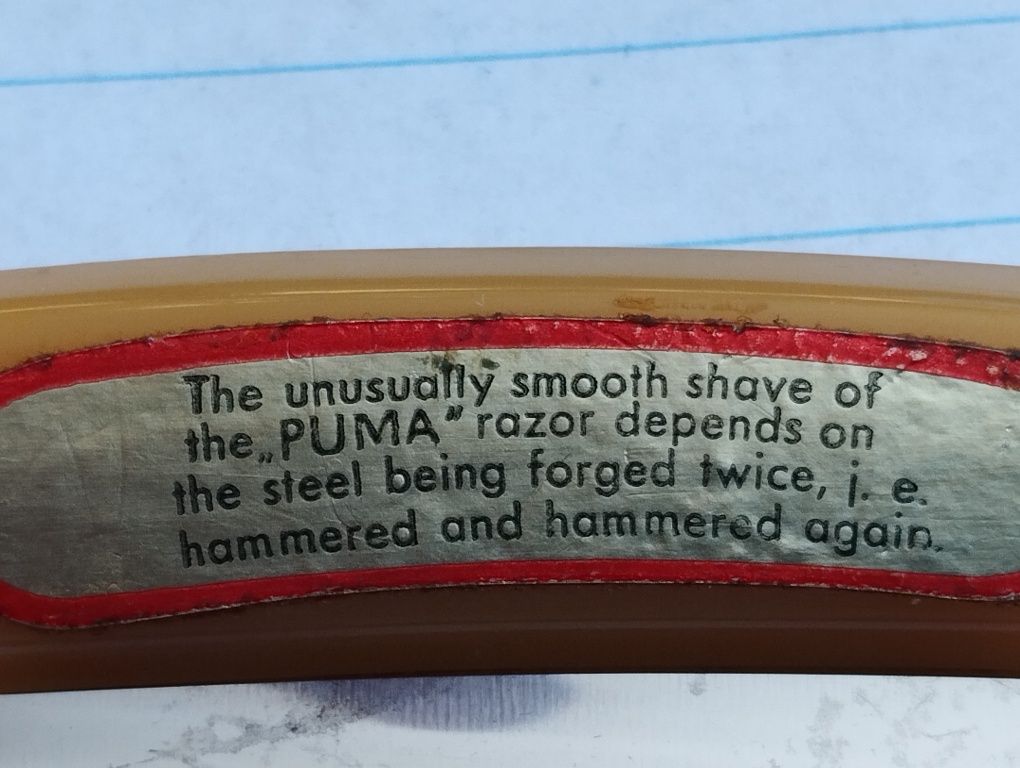 The unusually smooth shave of
the „PUMA” razor depends on
the steel being forged twice, j. e.
hammered and hammered again.